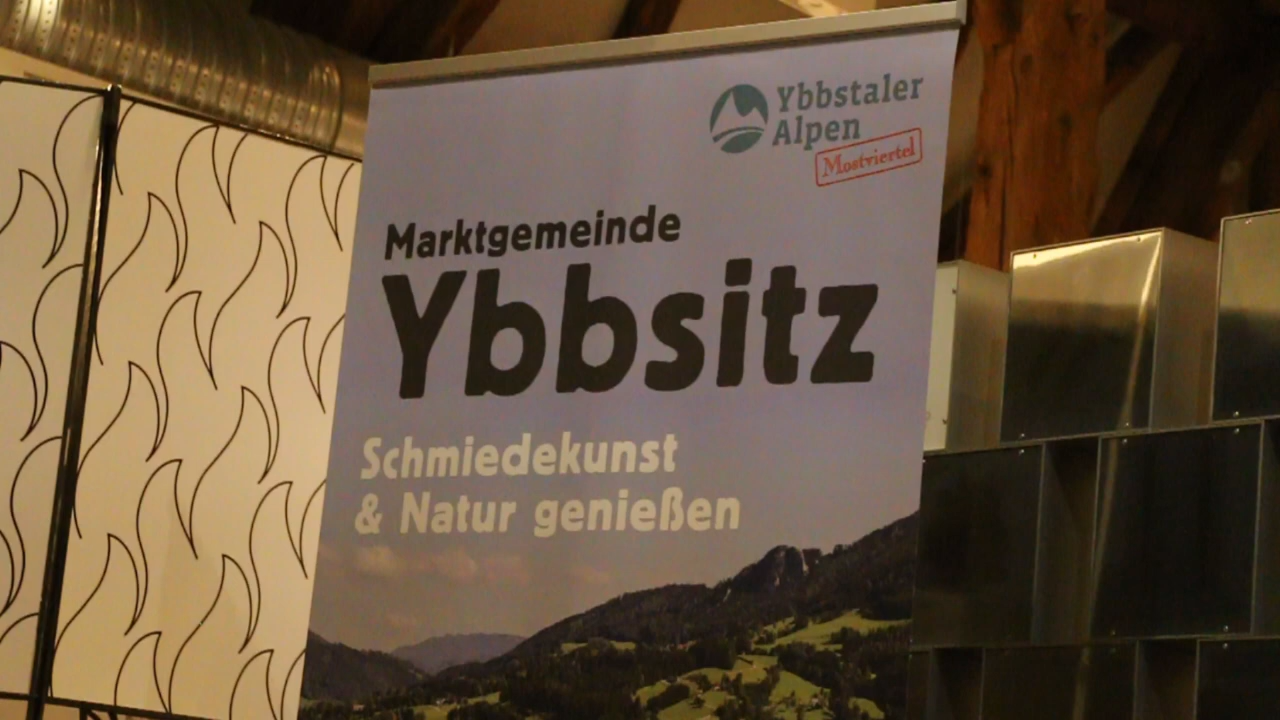 Ybbstaler
Alpen
Mostviertel
Marktgemeinde
Ybbsitz
Schmiedekunst
& Natur genießen